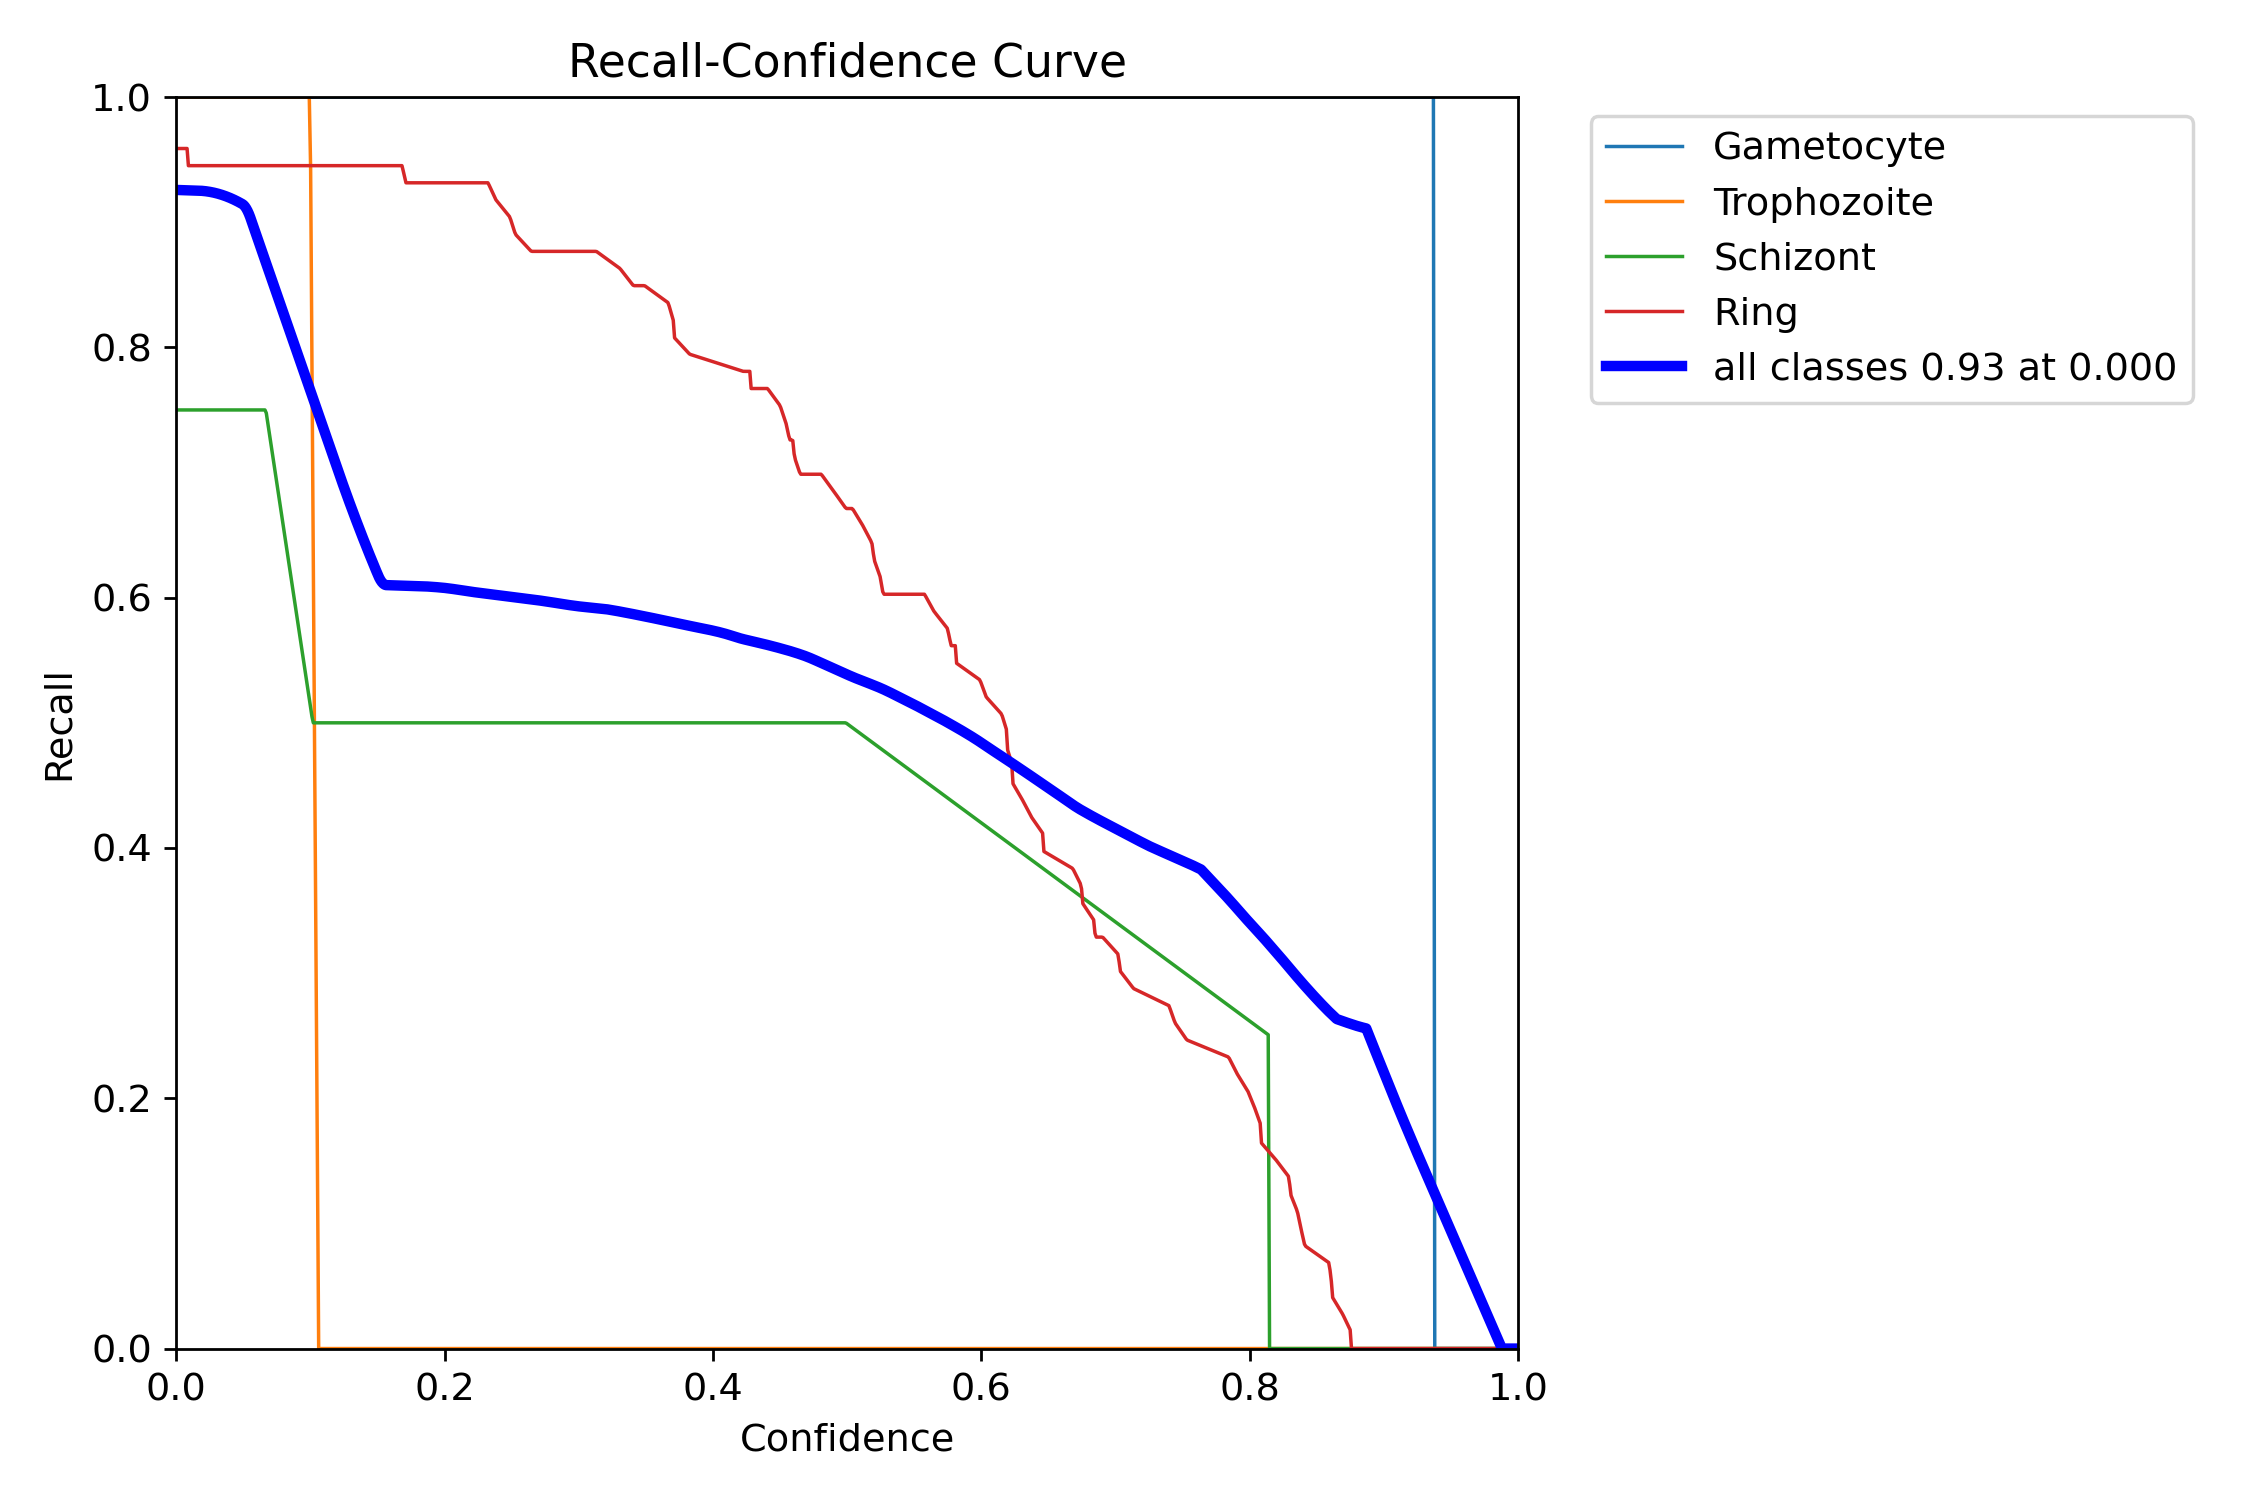 Recall-Confidence Curve
1.0
0.8
0.6
0.4
0.2
0.0
Recall
0.0 0.2 0.4 0.6 0.8 1.0
Confidence
Gametocyte
Trophozoite
Schizont
Ring
all classes 0.93 at 0.000